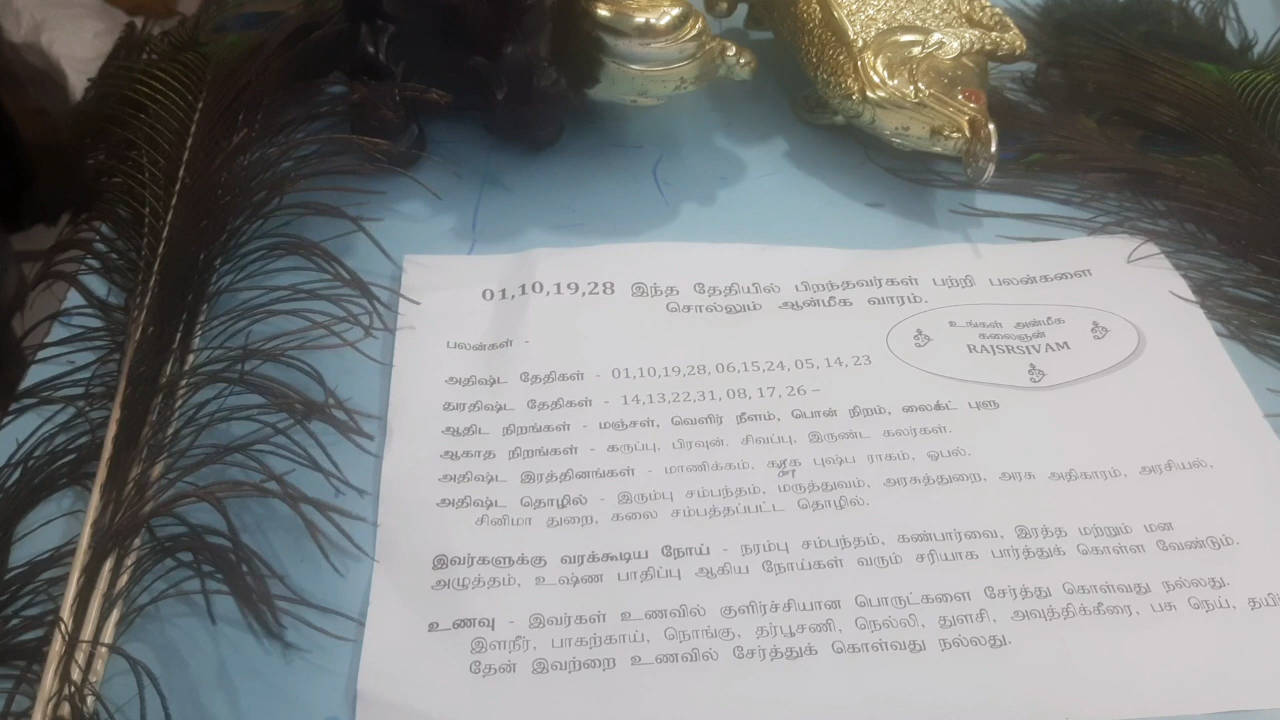 01,10,19,28 இந்த தேதியில் பிறந்தவர்கள் பற்றி பலன்களை
சொல்லும் ஆன்மீக வாரம்.
உங்கள் அன்மீக
கலைஞன்
RAJSRSIVAM
பலன்கள் -
அதிஷ்ட தேதிகள் - 01,10,19,28, 06,15,24, 05, 14, 23
துரதிஷ்ட தேதிகள் - 14,13,22,31, 08, 17, 26 –
ஆதிட நிறங்கள் - மஞ்சள், வெளிர் நீளம், பொன் நிறம், லைக்ட் புளு
ஆகாத நிறங்கள் - கருப்பு, பிரவுன். சிவப்பு, இருண்ட கலர்கள்.
அதிஷ்ட இரத்தினங்கள் - மாணிக்கம், புஷ்ப ராகம், ஓபல்.
அதிஷ்ட தொழில் - இரும்பு சம்பந்தம், மருத்துவம், அரசுத்துறை, அரசு அதிகாரம், அரசியல்,
சினிமா துறை, கலை சம்பத்தப்பட்ட தொழில்.
இவர்களுக்கு வரக்கூடிய நோய் - நரம்பு சம்பந்தம், கண்பார்வை, இரத்த மற்றும் மன
அழுத்தம், உஷ்ண பாதிப்பு ஆகிய நோய்கள் வரும் சரியாக பார்த்துக் கொள்ள வேண்டும்.
உணவு - இவர்கள் உணவில் குளிர்ச்சியான பொருட்களை சேர்த்து கொள்வது நல்லது.
இளநீர், பாகற்காய், நொங்கு, தர்பூசணி, நெல்லி, துளசி, அவுத்திக்கீரை, பசு நெய்,
தேன் இவற்றை உணவில் சேர்த்துக் கொள்வது நல்லது.